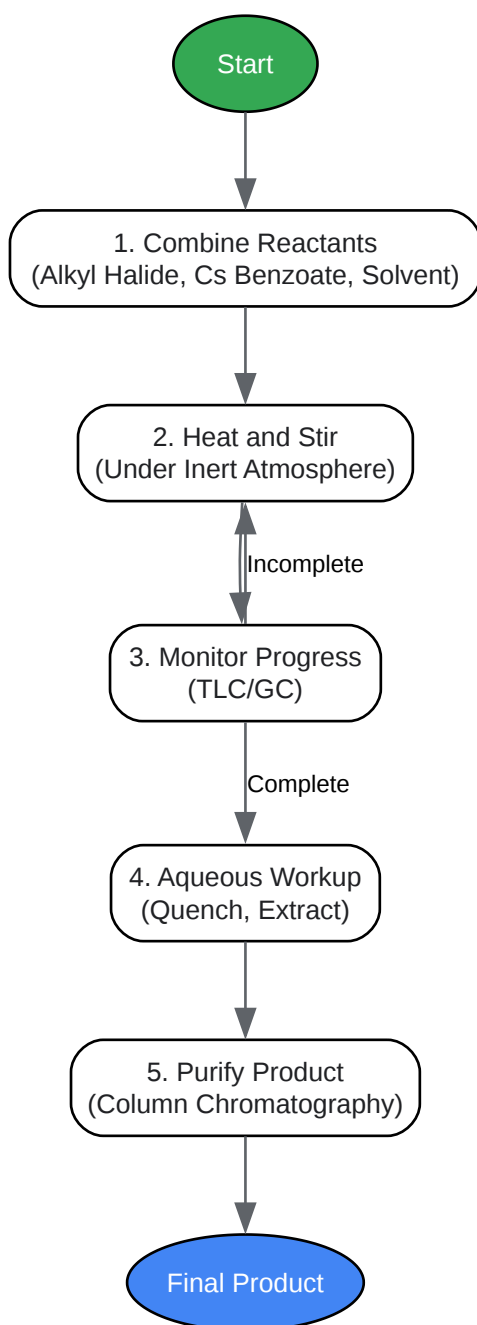 Start
1. Combine Reactants
(Alkyl Halide, Cs Benzoate, Solvent)
2. Heat and Stir
(Under Inert Atmosphere)
Incomplete
3. Monitor Progress
(TLC/GC)
Complete
4. Aqueous Workup
(Quench, Extract)
5. Purify Product
(Column Chromatography)
Final Product